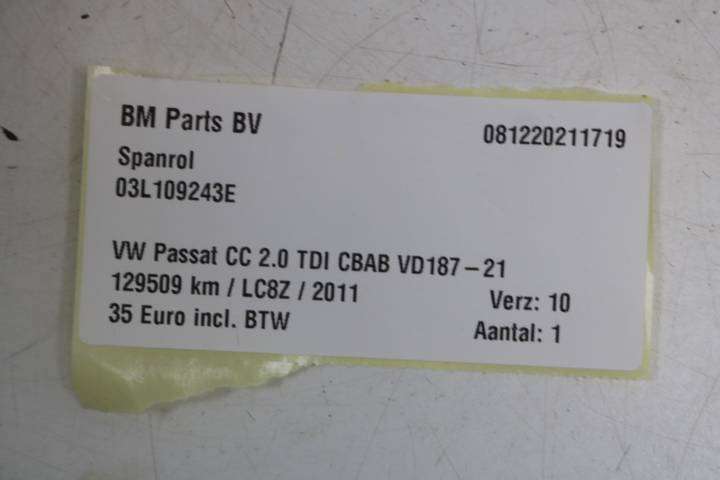 BM Parts BV
081220211719
Spanrol
03L109243E
VW Passat CC 2.0 TDI CBAB VD187-21
129509 km / LC8Z / 2011
Verz: 10
35 Euro incl. BTW
Aantal: 1